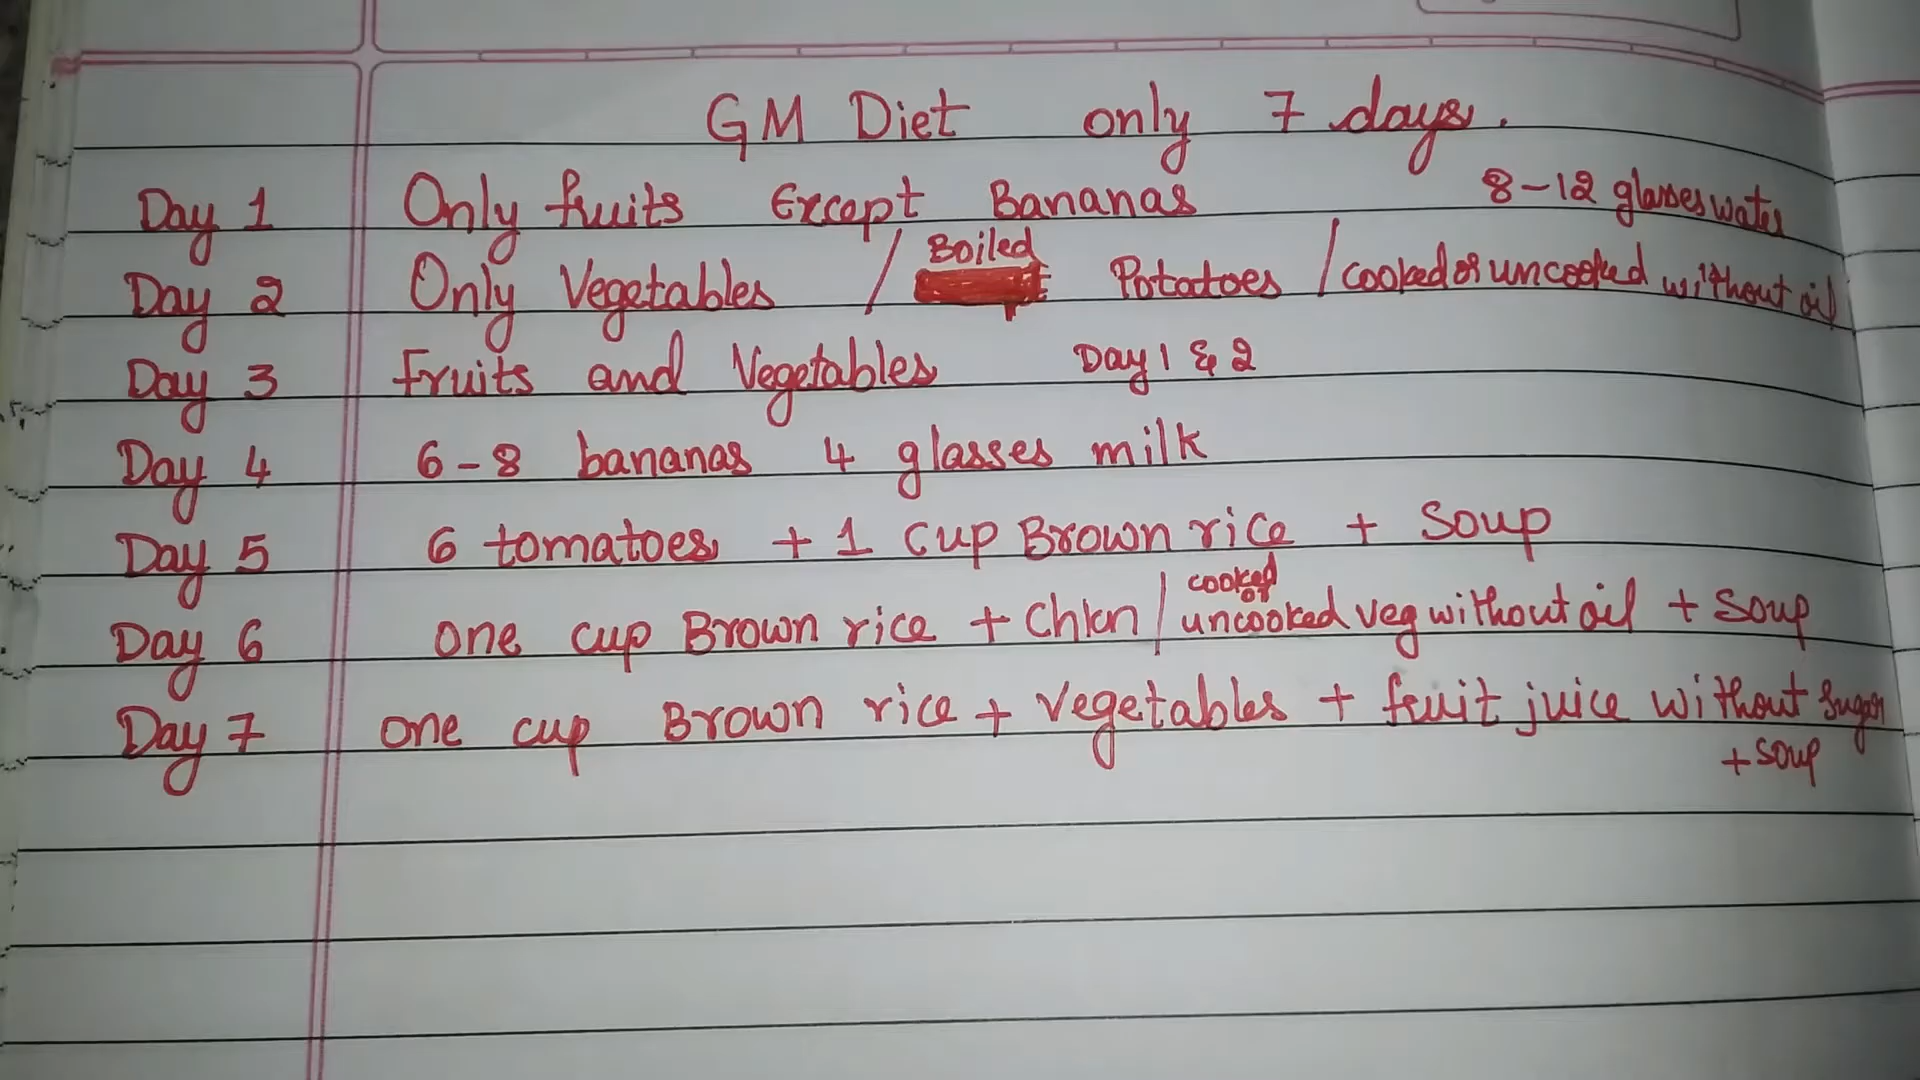 GM Diet only 7 days.
Day 1 Only fruits Except Bananas 8-12 glasses water
Day 2 Only Vegetables / Boiled Potatoes / cooked or uncooked without oil
Day 3 Fruits and Vegetables Day 1 & 2
Day 4 6-8 bananas 4 glasses milk
Day 5 6 tomatoes + 1 cup Brown rice + Soup
Day 6 one cup Brown rice + Chkn / cooked or uncooked veg without oil + Soup
Day 7 one cup Brown rice + Vegetables + fruit juice without sugar
+ soup